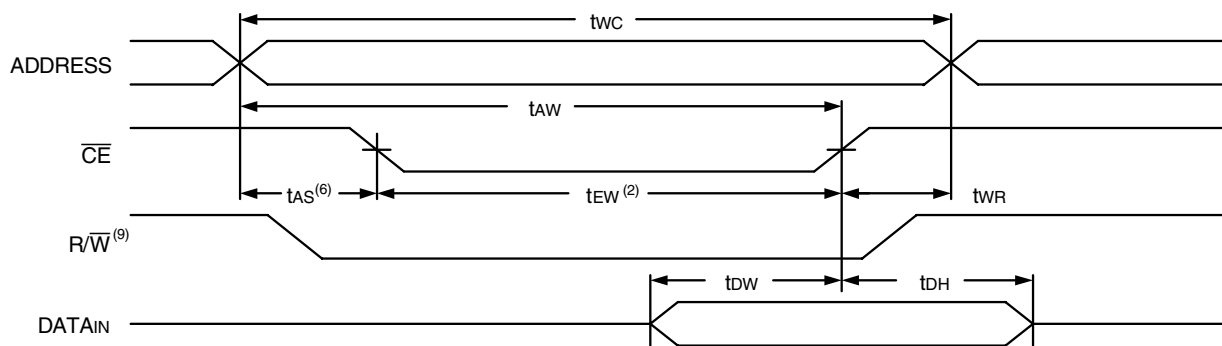 tWC
ADDRESS
tAW
CE
tAS(6)
tEW (2)
tWR
R/W (9)
tDW
tDH
DATAIN